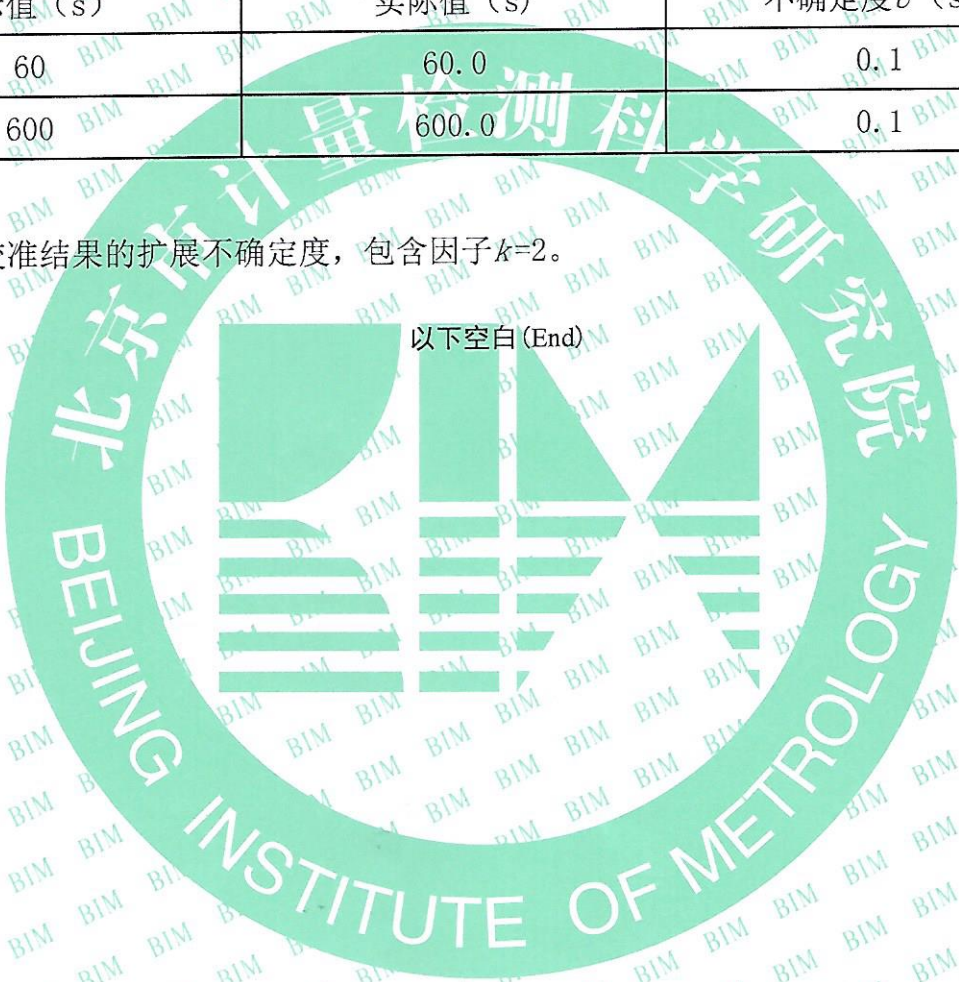 值（s） 实际值（s） 不确定度U（s
60 60.0 0.1
600 600.0 0.1
准结果的扩展不确定度，包含因子k=2。
以下空白(End)
北京市计量检测科学研究院
BEIJING INSTITUTE OF METROLOGY
BIM